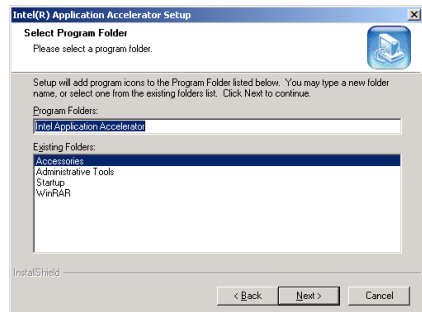 Intel(R) Application Accelerator Setup
Select Program Folder
Please select a program folder.
Setup will add program icons to the Program Folder listed below. You may type a new folder
name, or select one from the existing folders list. Click Next to continue.
Program Folders:
Intel Application Accelerator
Existing Folders:
Accessories
Administrative Tools
Startup
WinRAR
InstallShield
< Back
Next >
Cancel